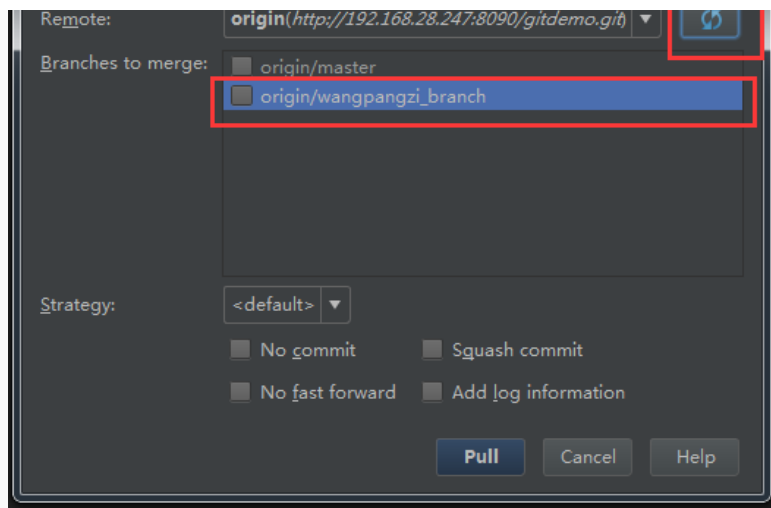 Remote: origin(http://192.168.28.247:8090/gitdemo.git)
Branches to merge: origin/master
origin/wangpangzi_branch
Strategy: <default>
No commit Squash commit
No fast forward Add log information
Pull Cancel Help